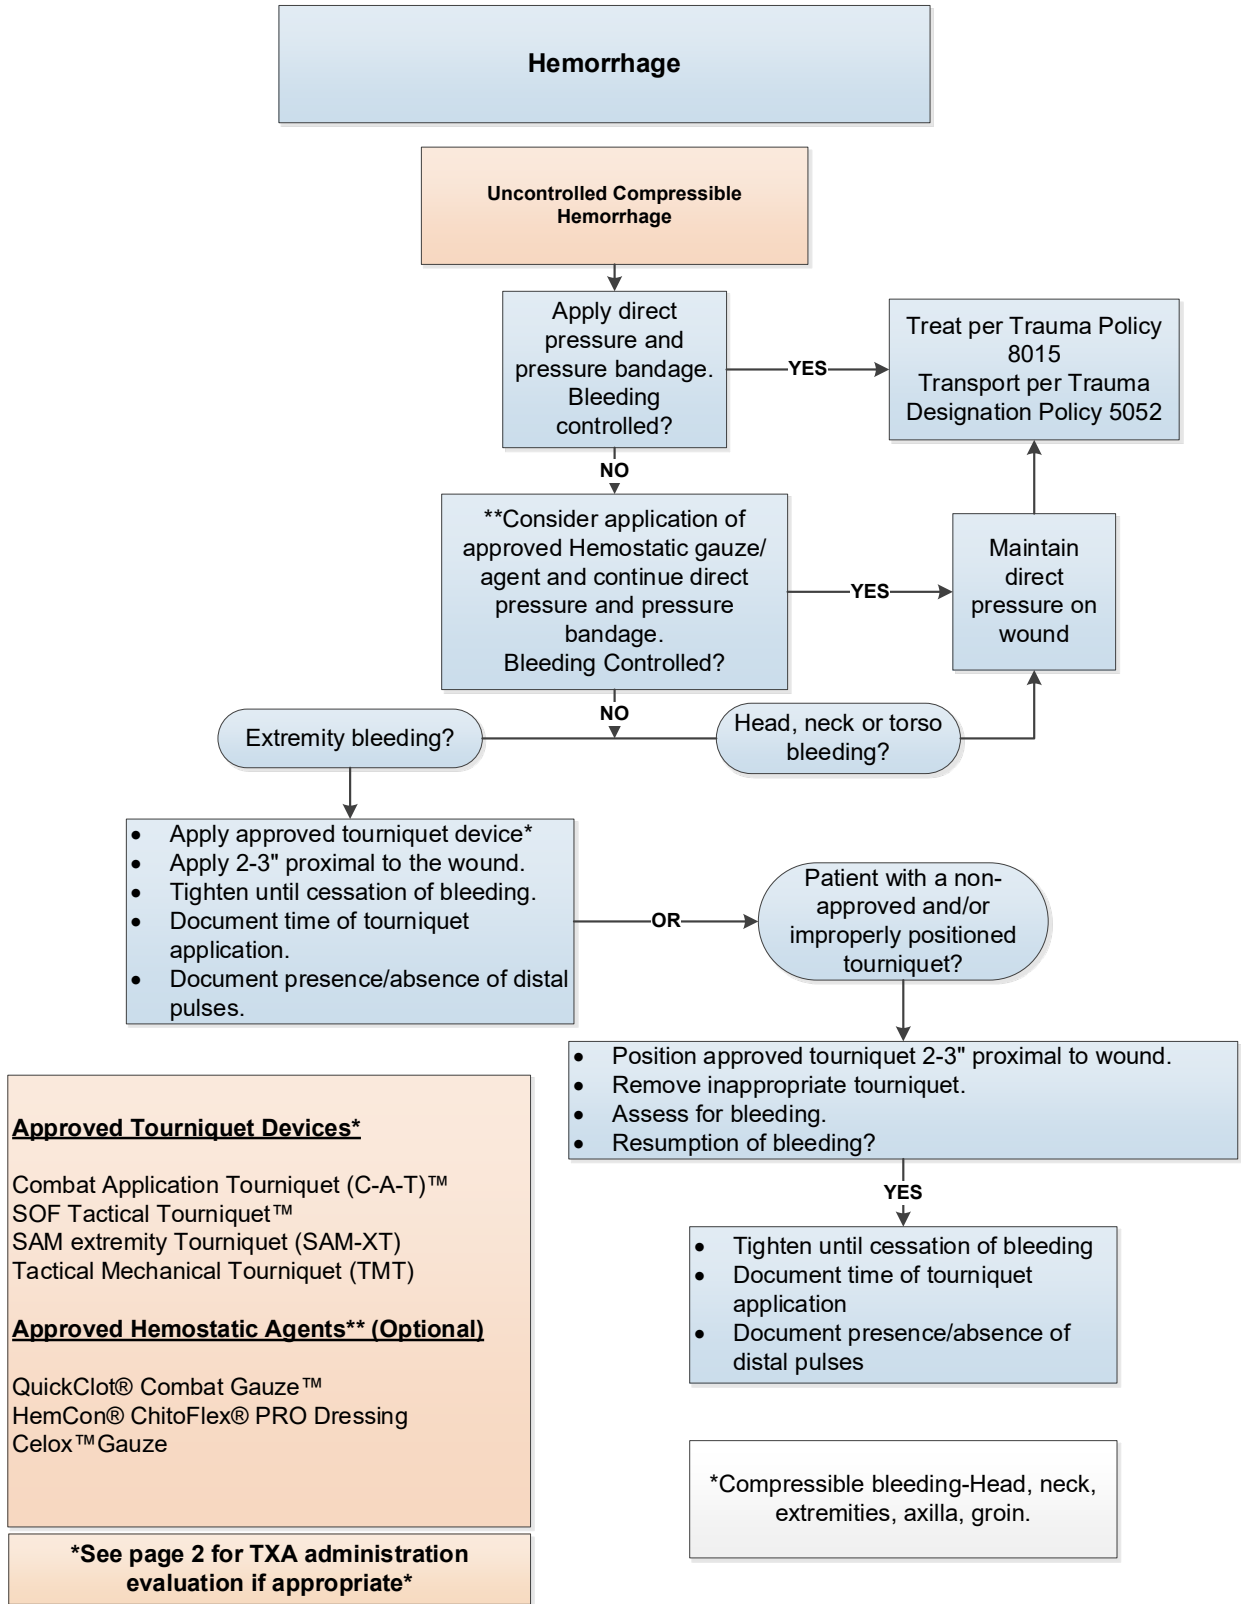 Hemorrhage
Uncontrolled Compressible
Hemorrhage
Apply direct
pressure and
pressure bandage.
Bleeding
controlled?
YES
Treat per Trauma Policy
8015
Transport per Trauma
Designation Policy 5052
NO
**Consider application of
approved Hemostatic gauze/
agent and continue direct
pressure and pressure
bandage.
Bleeding Controlled?
YES
Maintain
direct
pressure on
wound
NO
Extremity bleeding?
Head, neck or torso
bleeding?
• Apply approved tourniquet device*
• Apply 2-3" proximal to the wound.
• Tighten until cessation of bleeding.
• Document time of tourniquet
application.
• Document presence/absence of distal
pulses.
OR
Patient with a non-
approved and/or
improperly positioned
tourniquet?
• Position approved tourniquet 2-3" proximal to wound.
• Remove inappropriate tourniquet.
• Assess for bleeding.
• Resumption of bleeding?
YES
• Tighten until cessation of bleeding
• Document time of tourniquet
application
• Document presence/absence of
distal pulses
Approved Tourniquet Devices*
Combat Application Tourniquet (C-A-T)™
SOF Tactical Tourniquet™
SAM extremity Tourniquet (SAM-XT)
Tactical Mechanical Tourniquet (TMT)
Approved Hemostatic Agents** (Optional)
QuickClot® Combat Gauze™
HemCon® ChitoFlex® PRO Dressing
Celox™Gauze
*See page 2 for TXA administration
evaluation if appropriate*
*Compressible bleeding-Head, neck,
extremities, axilla, groin.